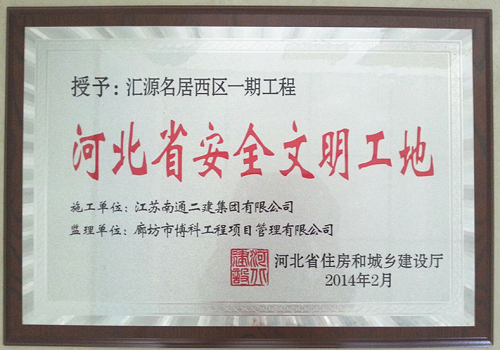 授予：汇源名居西区一期工程
河北省安全文明工地
施工单位：江苏南通二建集团有限公司
监理单位：廊坊市博科工程项目管理有限公司
河北省住房和城乡建设厅
2014年2月